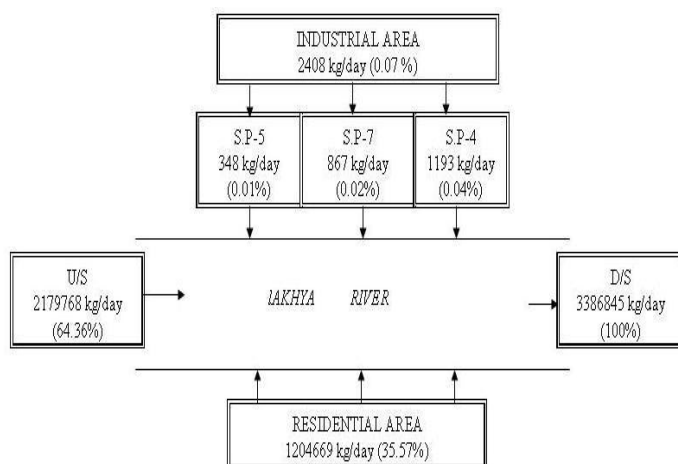 INDUSTRIAL AREA
2408 kg/day (0.07 %)
S.P-5
348 kg/day
(0.01%)
S.P-7
867 kg/day
(0.02%)
S.P-4
1193 kg/day
(0.04%)
U/S
2179768 kg/day
(64.36%)
lAKHYA RIVER
D/S
3386845 kg/day
(100%)
RESIDENTIAL AREA
1204669 kg/day (35.57%)